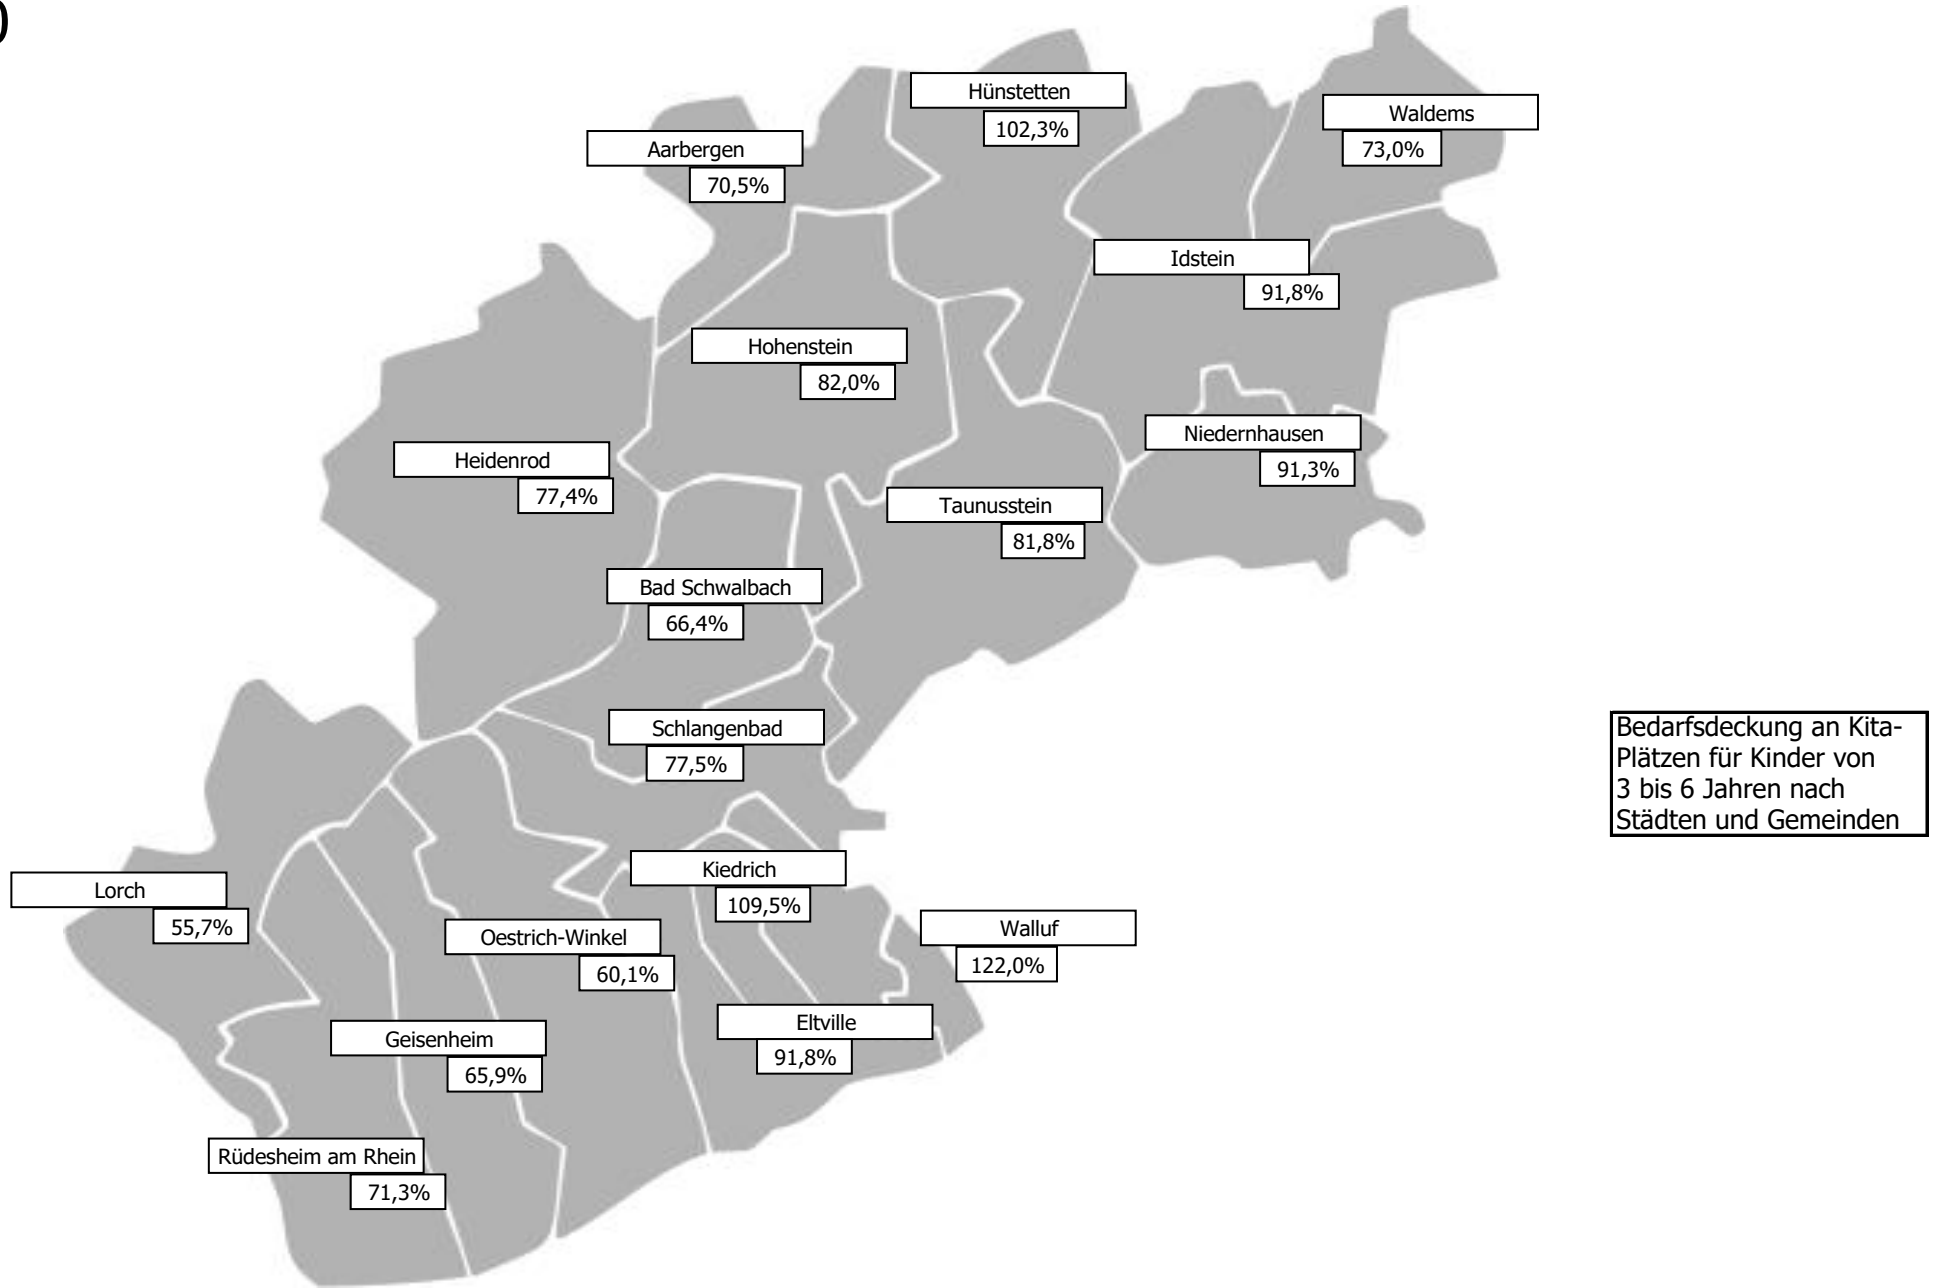 )
Hünstetten
102,3%
Waldems
73,0%
Aarbergen
70,5%
Idstein
91,8%
Hohenstein
82,0%
Niedernhausen
91,3%
Heidenrod
77,4%
Taunusstein
81,8%
Bad Schwalbach
66,4%
Schlangenbad
77,5%
Bedarfsdeckung an Kita-
Plätzen für Kinder von
3 bis 6 Jahren nach
Städten und Gemeinden
Kiedrich
109,5%
Lorch
55,7%
Oestrich-Winkel
60,1%
Walluf
122,0%
Eltville
91,8%
Geisenheim
65,9%
Rüdesheim am Rhein
71,3%